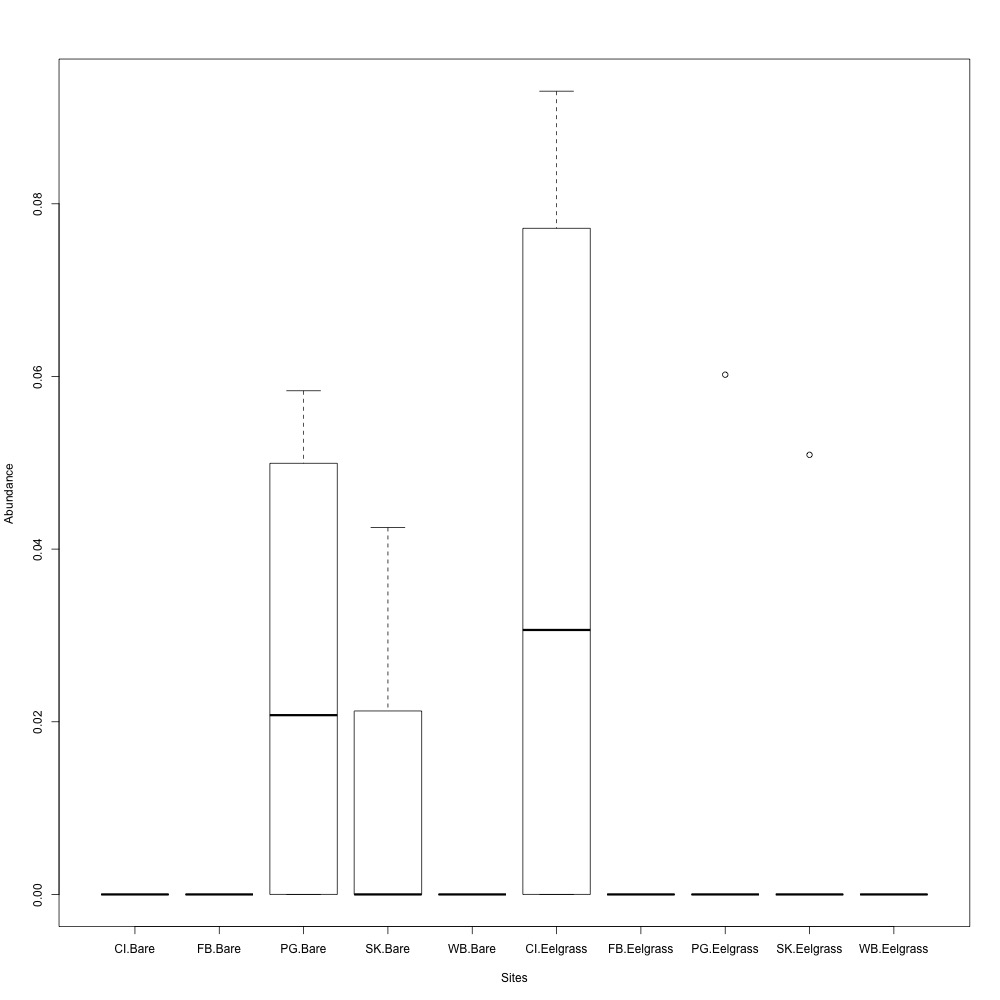 0.08
0.06
0.04
0.02
0.00
Abundance
CI.Bare FB.Bare PG.Bare SK.Bare WB.Bare CI.Eelgrass FB.Eelgrass PG.Eelgrass SK.Eelgrass WB.Eelgrass
Sites